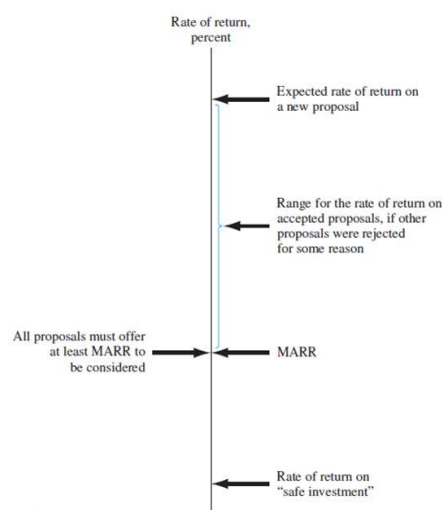 Rate of return,
percent
Expected rate of return on
a new proposal
Range for the rate of return on
accepted proposals, if other
proposals were rejected
for some reason
All proposals must offer
at least MARR to
be considered
MARR
Rate of return on
“safe investment”